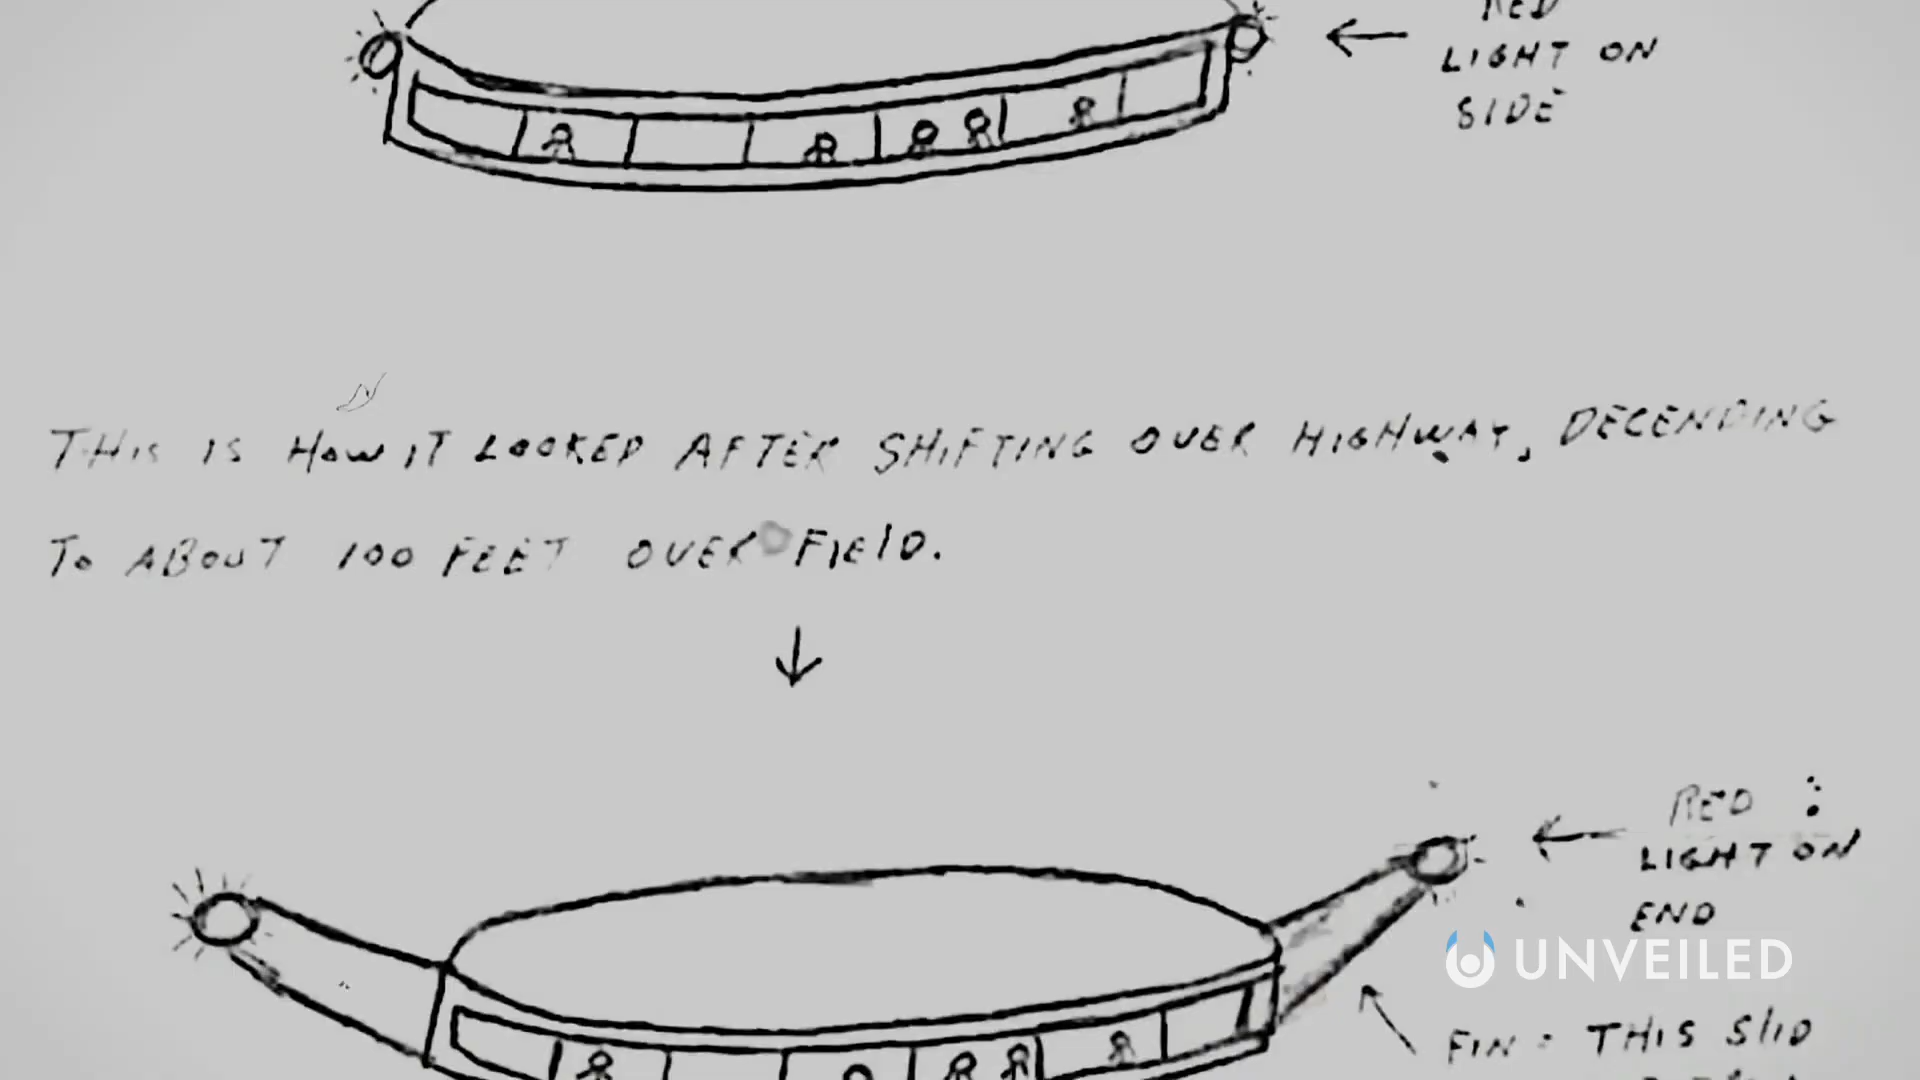 RED
LIGHT ON
SIDE
THIS IS HOW IT LOOKED AFTER SHIFTING OVER HIGHWAY, DECENDING
TO ABOUT 100 FEET OVER FIELD.
RED :
LIGHT ON
END
UNVEILED
FIN : THIS SLID